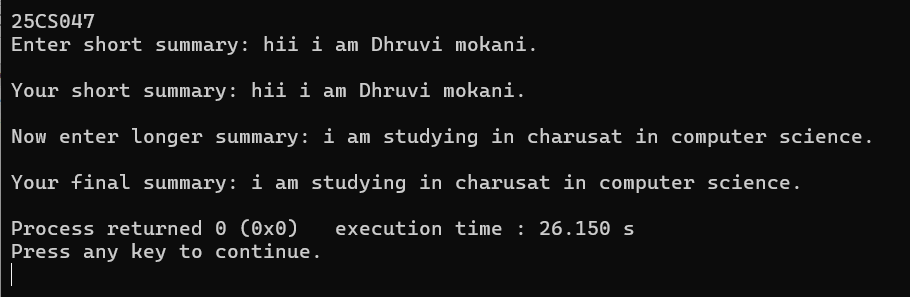 25CS047
Enter short summary: hii i am Dhruvi mokani.
Your short summary: hii i am Dhruvi mokani.
Now enter longer summary: i am studying in charusat in computer science.
Your final summary: i am studying in charusat in computer science.
Process returned 0 (0x0)   execution time : 26.150 s
Press any key to continue.